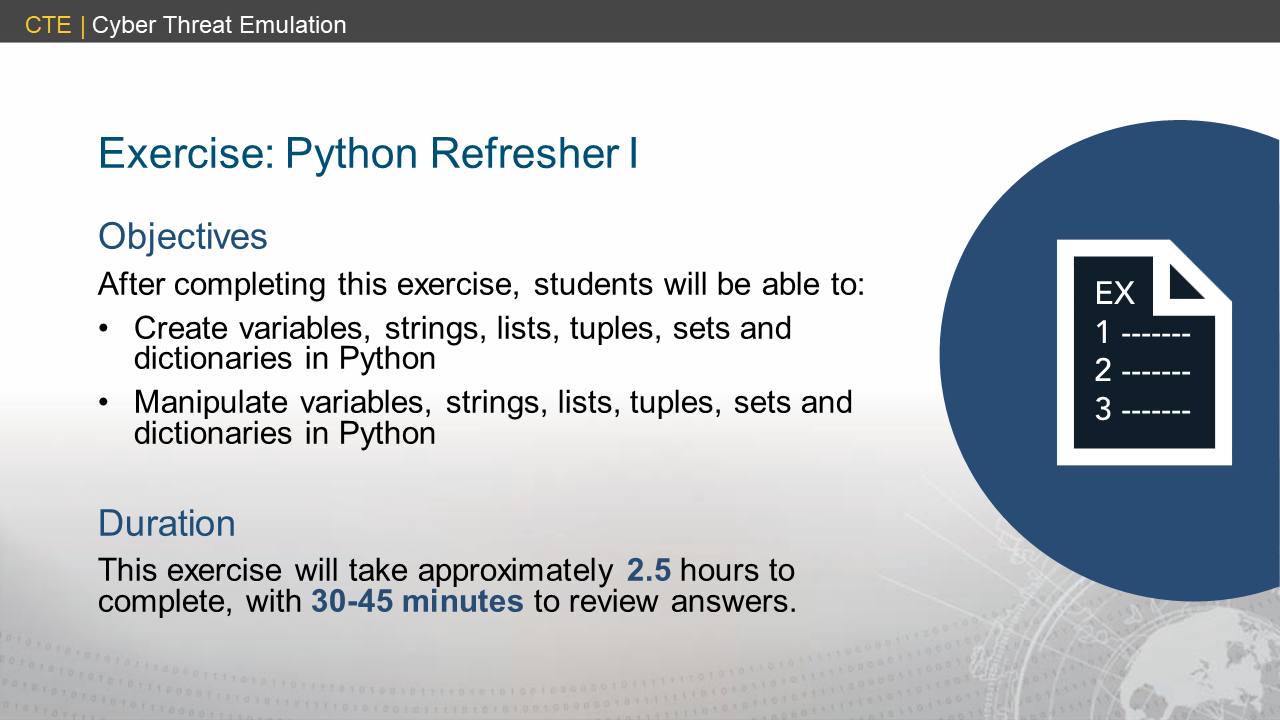 CTE | Cyber Threat Emulation
Exercise: Python Refresher I
Objectives
After completing this exercise, students will be able to:
• Create variables, strings, lists, tuples, sets and
dictionaries in Python
• Manipulate variables, strings, lists, tuples, sets and
dictionaries in Python
Duration
This exercise will take approximately 2.5 hours to
complete, with 30-45 minutes to review answers.
EX
1 -------
2 -------
3 -------